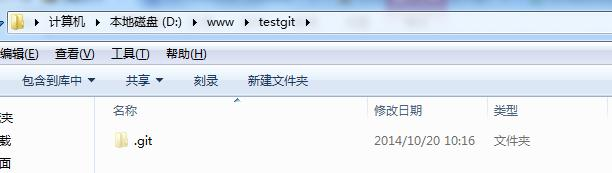 计算机 本地磁盘 (D:) www testgit
编辑(E) 查看(V) 工具(T) 帮助(H)
包含到库中 共享 刻录 新建文件夹
名称 修改日期 类型
夹
.git 2014/10/20 10:16 文件夹
载
面